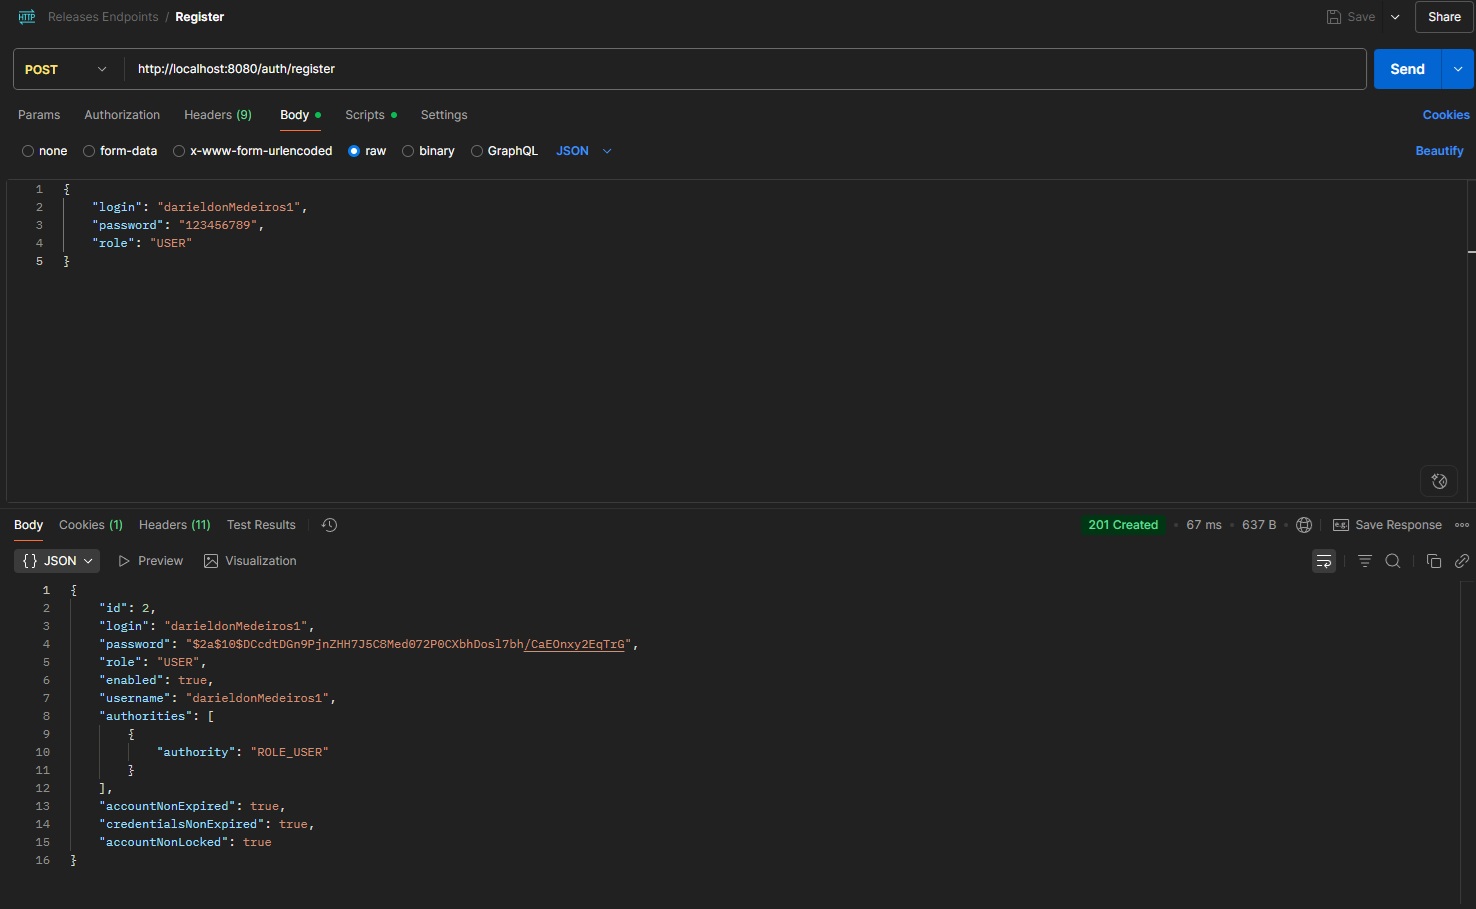 HTTP Releases Endpoints / Register Save Share
POST http://localhost:8080/auth/register Send
Params Authorization Headers (9) Body Scripts Settings Cookies
none form-data x-www-form-urlencoded raw binary GraphQL JSON Beautify
1 {
2 "login": "darieldonMedeiros1",
3 "password": "123456789",
4 "role": "USER"
5 }
Body Cookies (1) Headers (11) Test Results 201 Created • 67 ms • 637 B • e.g. Save Response
{} JSON Preview Visualization
1 {
2 "id": 2,
3 "login": "darieldonMedeiros1",
4 "password": "$2a$10$DCcdtDGn9PjnZHH7J5C8Med072P0CXbhDosl7bh/CaEOnxy2EqTrG",
5 "role": "USER",
6 "enabled": true,
7 "username": "darieldonMedeiros1",
8 "authorities": [
9 {
10 "authority": "ROLE_USER"
11 }
12 ],
13 "accountNonExpired": true,
14 "credentialsNonExpired": true,
15 "accountNonLocked": true
16 }